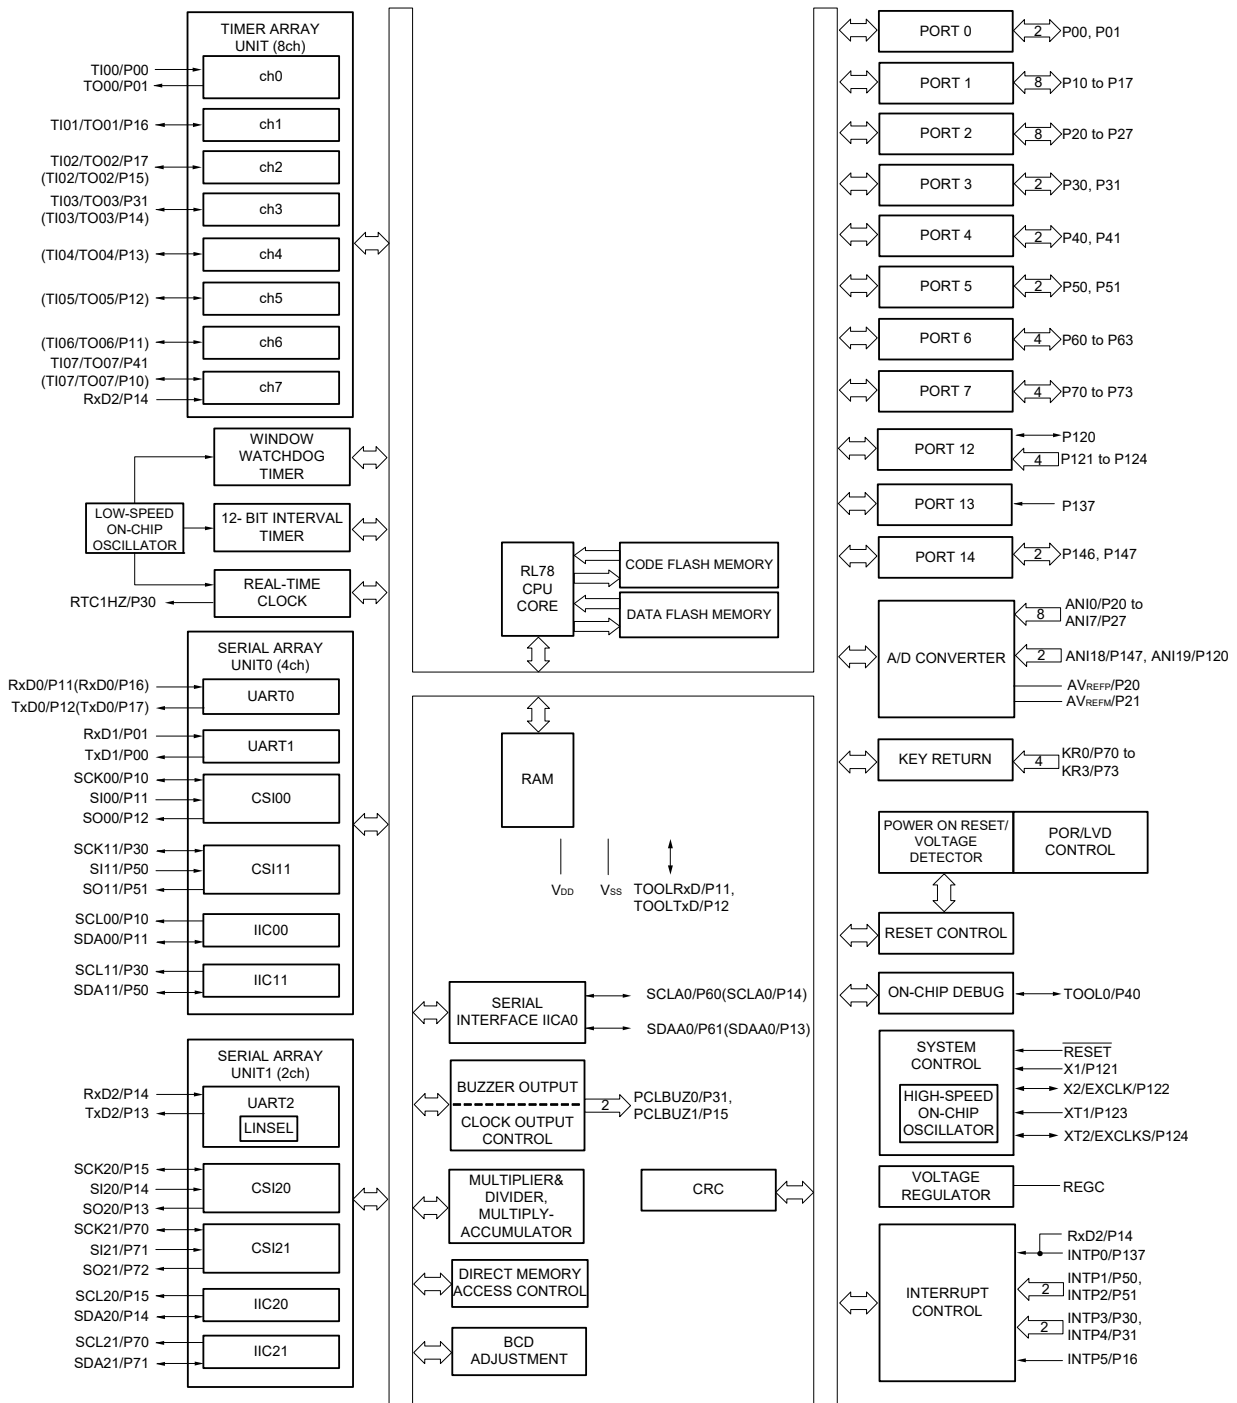 TIMER ARRAY
UNIT (8ch)
TI00/P00
TO00/P01
ch0
TI01/TO01/P16
ch1
TI02/TO02/P17
(TI02/TO02/P15)
ch2
TI03/TO03/P31
(TI03/TO03/P14)
ch3
(TI04/TO04/P13)
ch4
(TI05/TO05/P12)
ch5
(TI06/TO06/P11)
ch6
TI07/TO07/P41
(TI07/TO07/P10)
RxD2/P14
ch7
WINDOW
WATCHDOG
TIMER
LOW-SPEED
ON-CHIP
OSCILLATOR
12- BIT INTERVAL
TIMER
REAL-TIME
CLOCK
RTC1HZ/P30
SERIAL ARRAY
UNIT0 (4ch)
RxD0/P11(RxD0/P16)
TxD0/P12(TxD0/P17)
UART0
RxD1/P01
TxD1/P00
UART1
SCK00/P10
SI00/P11
SO00/P12
CSI00
SCK11/P30
SI11/P50
SO11/P51
CSI11
SCL00/P10
SDA00/P11
IIC00
SCL11/P30
SDA11/P50
IIC11
SERIAL ARRAY
UNIT1 (2ch)
RxD2/P14
TxD2/P13
UART2
LINSEL
SCK20/P15
SI20/P14
SO20/P13
CSI20
SCK21/P70
SI21/P71
SO21/P72
CSI21
SCL20/P15
SDA20/P14
IIC20
SCL21/P70
SDA21/P71
IIC21
RL78
CPU
CORE
CODE FLASH MEMORY
DATA FLASH MEMORY
RAM
VDD
VSS
TOOLRxD/P11,
TOOLTxD/P12
SERIAL
INTERFACE IICA0
SCLA0/P60(SCLA0/P14)
SDAA0/P61(SDAA0/P13)
BUZZER OUTPUT
CLOCK OUTPUT
CONTROL
2
PCLBUZ0/P31,
PCLBUZ1/P15
MULTIPLIER&
DIVIDER,
MULTIPLY-
ACCUMULATOR
CRC
DIRECT MEMORY
ACCESS CONTROL
BCD
ADJUSTMENT
PORT 0
2
P00, P01
PORT 1
8
P10 to P17
PORT 2
8
P20 to P27
PORT 3
2
P30, P31
PORT 4
2
P40, P41
PORT 5
2
P50, P51
PORT 6
4
P60 to P63
PORT 7
4
P70 to P73
PORT 12
P120
4
P121 to P124
PORT 13
P137
PORT 14
2
P146, P147
A/D CONVERTER
8
ANI0/P20 to
ANI7/P27
2
ANI18/P147, ANI19/P120
AVREFP/P20
AVREFM/P21
KEY RETURN
4
KR0/P70 to
KR3/P73
POWER ON RESET/
VOLTAGE
DETECTOR
POR/LVD
CONTROL
RESET CONTROL
ON-CHIP DEBUG
TOOL0/P40
SYSTEM
CONTROL
HIGH-SPEED
ON-CHIP
OSCILLATOR
RESET
X1/P121
X2/EXCLK/P122
XT1/P123
XT2/EXCLKS/P124
VOLTAGE
REGULATOR
REGC
INTERRUPT
CONTROL
RxD2/P14
INTP0/P137
2
INTP1/P50,
INTP2/P51
2
INTP3/P30,
INTP4/P31
INTP5/P16